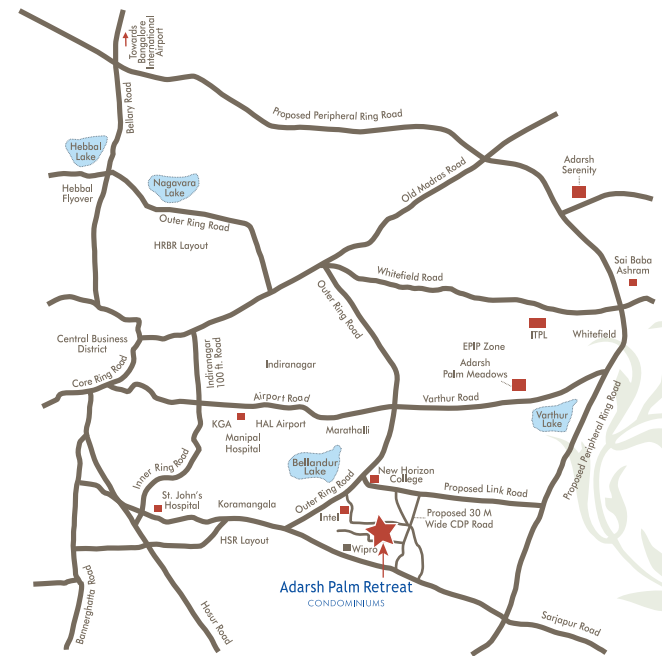 Towards
Bangalore
International
Airport
Bellary Road
Proposed Peripheral Ring Road
Hebbal
Lake
Hebbal
Flyover
Nagavara
Lake
Outer Ring Road
HRBR Layout
Old Madras Road
Adarsh
Serenity
Sai Baba
Ashram
Whitefield Road
Outer Ring Road
ITPL
Whitefield
EPIP Zone
Central Business
District
Core Ring Road
Indiranagar
100 ft. Road
Indiranagar
Adarsh
Palm Meadows
Airport Road
Varthur Road
KGA
HAL Airport
Manipal
Hospital
Marathalli
Varthur
Lake
Proposed Peripheral Ring Road
Inner Ring Road
Bellandur
Lake
New Horizon
College
Proposed Link Road
St. John's
Hospital
Koramangala
Outer Ring Road
Intel
Proposed 30 M
Wide CDP Road
HSR Layout
Wipro
Adarsh Palm Retreat
CONDOMINIUMS
Bannerghatta Road
Hosur Road
Sarjapur Road